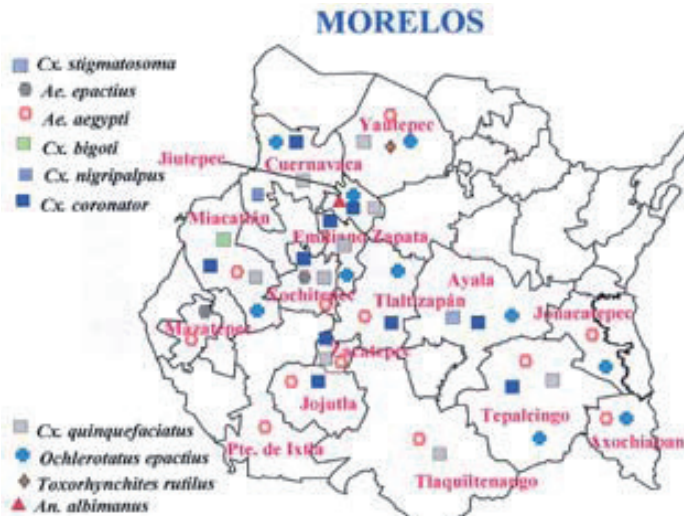 MORELOS
Cx. stigmatosoma
Ae. epactius
Ae. aegypti
Cx. bigoti
Cx. nigripalpus
Cx. coronator
Yautepec
Jiutepec
Cuernavaca
Miacatlán
Emiliano Zapata
Xochitepec
Tlaltizapán
Ayala
Jonacatepec
Mazatepec
Zacatepec
Jojutla
Tepalcingo
Axochiapan
Pte. de Ixtla
Tlaquiltenango
Cx. quinquefaciatus
Ochlerotatus epactius
Toxorhynchites rutilus
An. albimanus